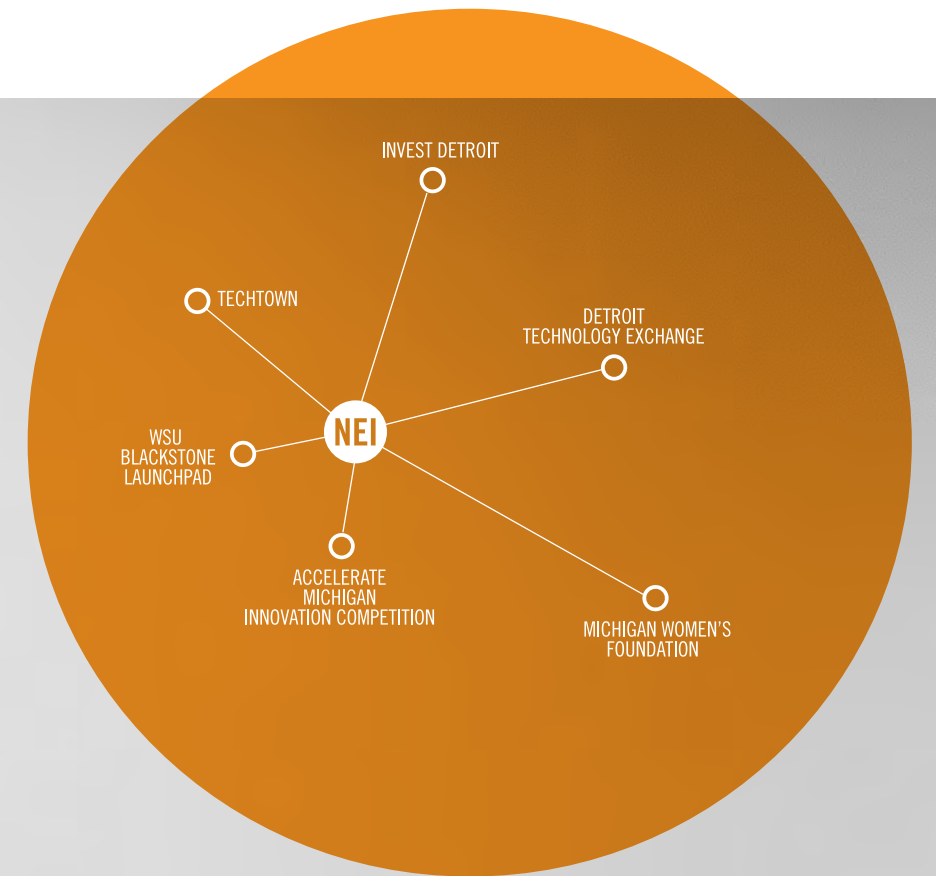 INVEST DETROIT
TECHTOWN
DETROIT
TECHNOLOGY EXCHANGE
NEI
WSU
BLACKSTONE
LAUNCHPAD
ACCELERATE
MICHIGAN
INNOVATION COMPETITION
MICHIGAN WOMEN'S
FOUNDATION